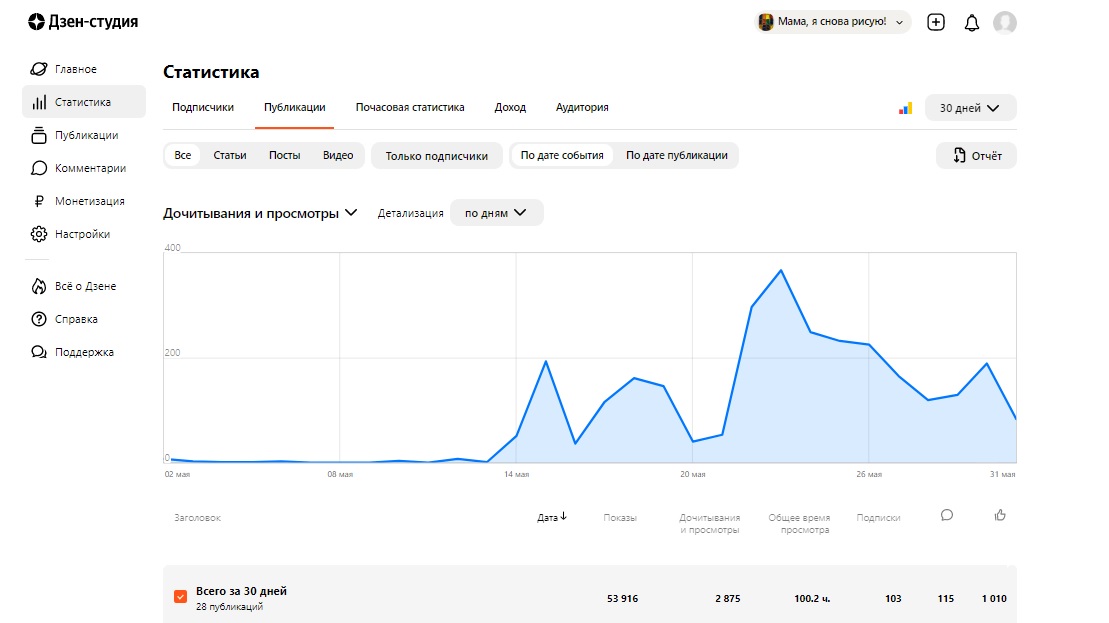 Дзен-студия
Мама, я снова рисую!
Главное
Статистика
Публикации
Комментарии
Монетизация
Настройки
Всё о Дзене
Справка
Поддержка
Статистика
Подписчики Публикации Почасовая статистика Доход Аудитория
30 дней
Все Статьи Посты Видео Только подписчики По дате события По дате публикации
Отчёт
Дочитывания и просмотры Детализация по дням
400
200
0
02 мая 08 мая 14 мая 20 мая 26 мая 31 мая
Заголовок Дата Показы Дочитывания и просмотры Общее время просмотра Подписки
Всего за 30 дней
28 публикаций
53 916 2 875 100.2 ч. 103 115 1 010